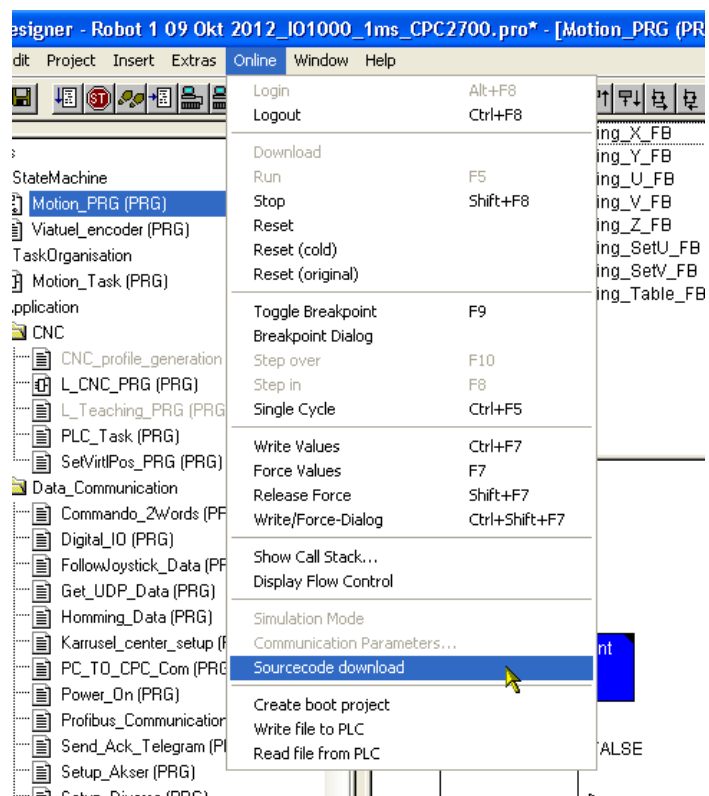 esigner - Robot 1 09 Okt 2012_IO1000_1ms_CPC2700.pro* - [Motion_PRG (PR
dit Project Insert Extras Online Window Help
Login Alt+F8
Logout Ctrl+F8
Download
Run F5
Stop Shift+F8
Reset
Reset (cold)
Reset (original)
Toggle Breakpoint F9
Breakpoint Dialog
Step over F10
Step in F8
Single Cycle Ctrl+F5
Write Values Ctrl+F7
Force Values F7
Release Force Shift+F7
Write/Force-Dialog Ctrl+Shift+F7
Show Call Stack...
Display Flow Control
Simulation Mode
Communication Parameters...
Sourcecode download
Create boot project
Write file to PLC
Read file from PLC
s
StateMachine
Motion_PRG (PRG)
Viatuel_encoder (PRG)
TaskOrganisation
Motion_Task (PRG)
pplication
CNC
CNC_profile_generation
L_CNC_PRG (PRG)
L_Teaching_PRG (PRG
PLC_Task (PRG)
SetVirtlPos_PRG (PRG)
Data_Communication
Commando_2Words (PF
Digital_IO (PRG)
FollowJoystick_Data (PF
Get_UDP_Data (PRG)
Homming_Data (PRG)
Karrusel_center_setup (F
PC_TO_CPC_Com (PRG
Power_On (PRG)
Profibus_Communication
Send_Ack_Telegram (PI
Setup_Akser (PRG)
Setup_Diverse (PRG)
ing_X_FB
ing_Y_FB
ing_U_FB
ing_V_FB
ing_Z_FB
ing_SetU_FB
ing_SetV_FB
ing_Table_FB
nt
ALSE